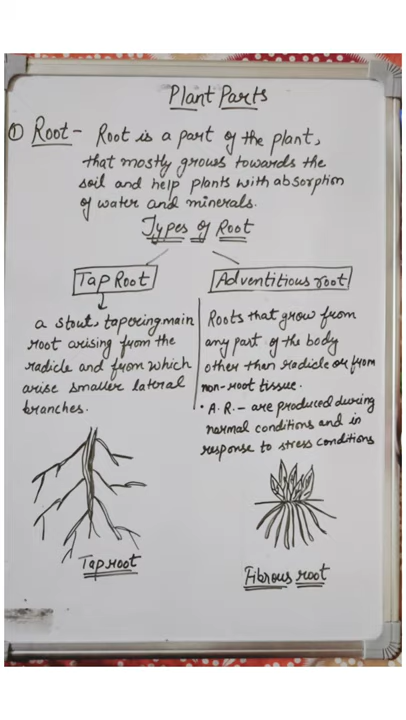 Plant Parts
① Root- Root is a part of the plant,
that mostly grows towards the
soil and help plants with absorption
of water and minerals.
Types of Root
Tap Root
a stout, tapering main
root arising from the
radicle and from which
arise smaller lateral
branches.
Tap root
Adventitious root
Roots that grow from
any part of the body
other than radicle or from
non-root tissue.
• A.R. - are produced during
normal conditions and in
response to stress conditions
Fibrous root